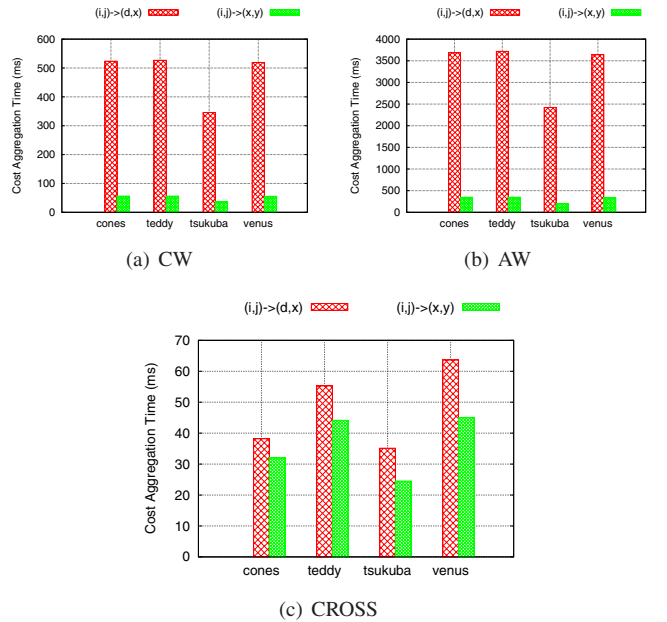 (i,j)->(d,x) (i,j)->(x,y)
Cost Aggregation Time (ms)
600
500
400
300
200
100
0
cones teddy tsukuba venus
(a) CW
(i,j)->(d,x) (i,j)->(x,y)
Cost Aggregation Time (ms)
4000
3500
3000
2500
2000
1500
1000
500
0
cones teddy tsukuba venus
(b) AW
(i,j)->(d,x) (i,j)->(x,y)
Cost Aggregation Time (ms)
70
60
50
40
30
20
10
0
cones teddy tsukuba venus
(c) CROSS